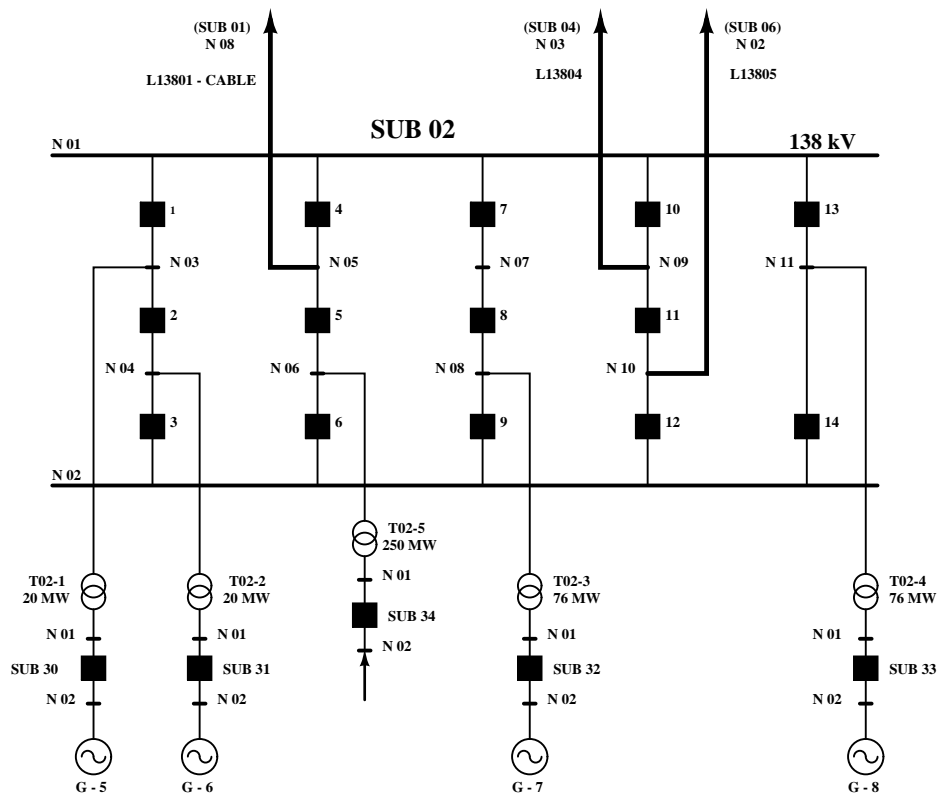 (SUB 01)
N 08
L13801 - CABLE
(SUB 04)
N 03
L13804
(SUB 06)
N 02
L13805
SUB 02
N 01
138 kV
1
4
7
10
13
N 03
N 05
N 07
N 09
N 11
2
5
8
11
N 04
N 06
N 08
N 10
3
6
9
12
14
N 02
T02-5
250 MW
N 01
SUB 34
N 02
T02-1
20 MW
N 01
SUB 30
N 02
G - 5
T02-2
20 MW
N 01
SUB 31
N 02
G - 6
T02-3
76 MW
N 01
SUB 32
N 02
G - 7
T02-4
76 MW
N 01
SUB 33
N 02
G - 8